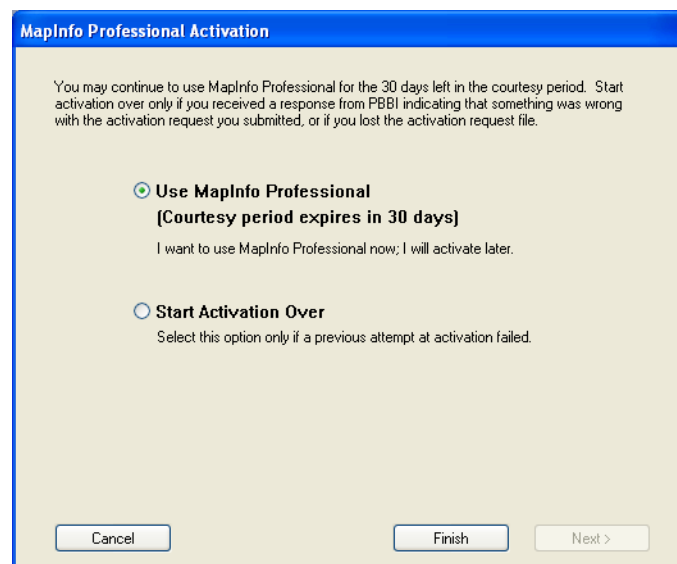 MapInfo Professional Activation
You may continue to use MapInfo Professional for the 30 days left in the courtesy period. Start
activation over only if you received a response from PBBI indicating that something was wrong
with the activation request you submitted, or if you lost the activation request file.
Use MapInfo Professional
(Courtesy period expires in 30 days)
I want to use MapInfo Professional now; I will activate later.
Start Activation Over
Select this option only if a previous attempt at activation failed.
Cancel Finish Next >